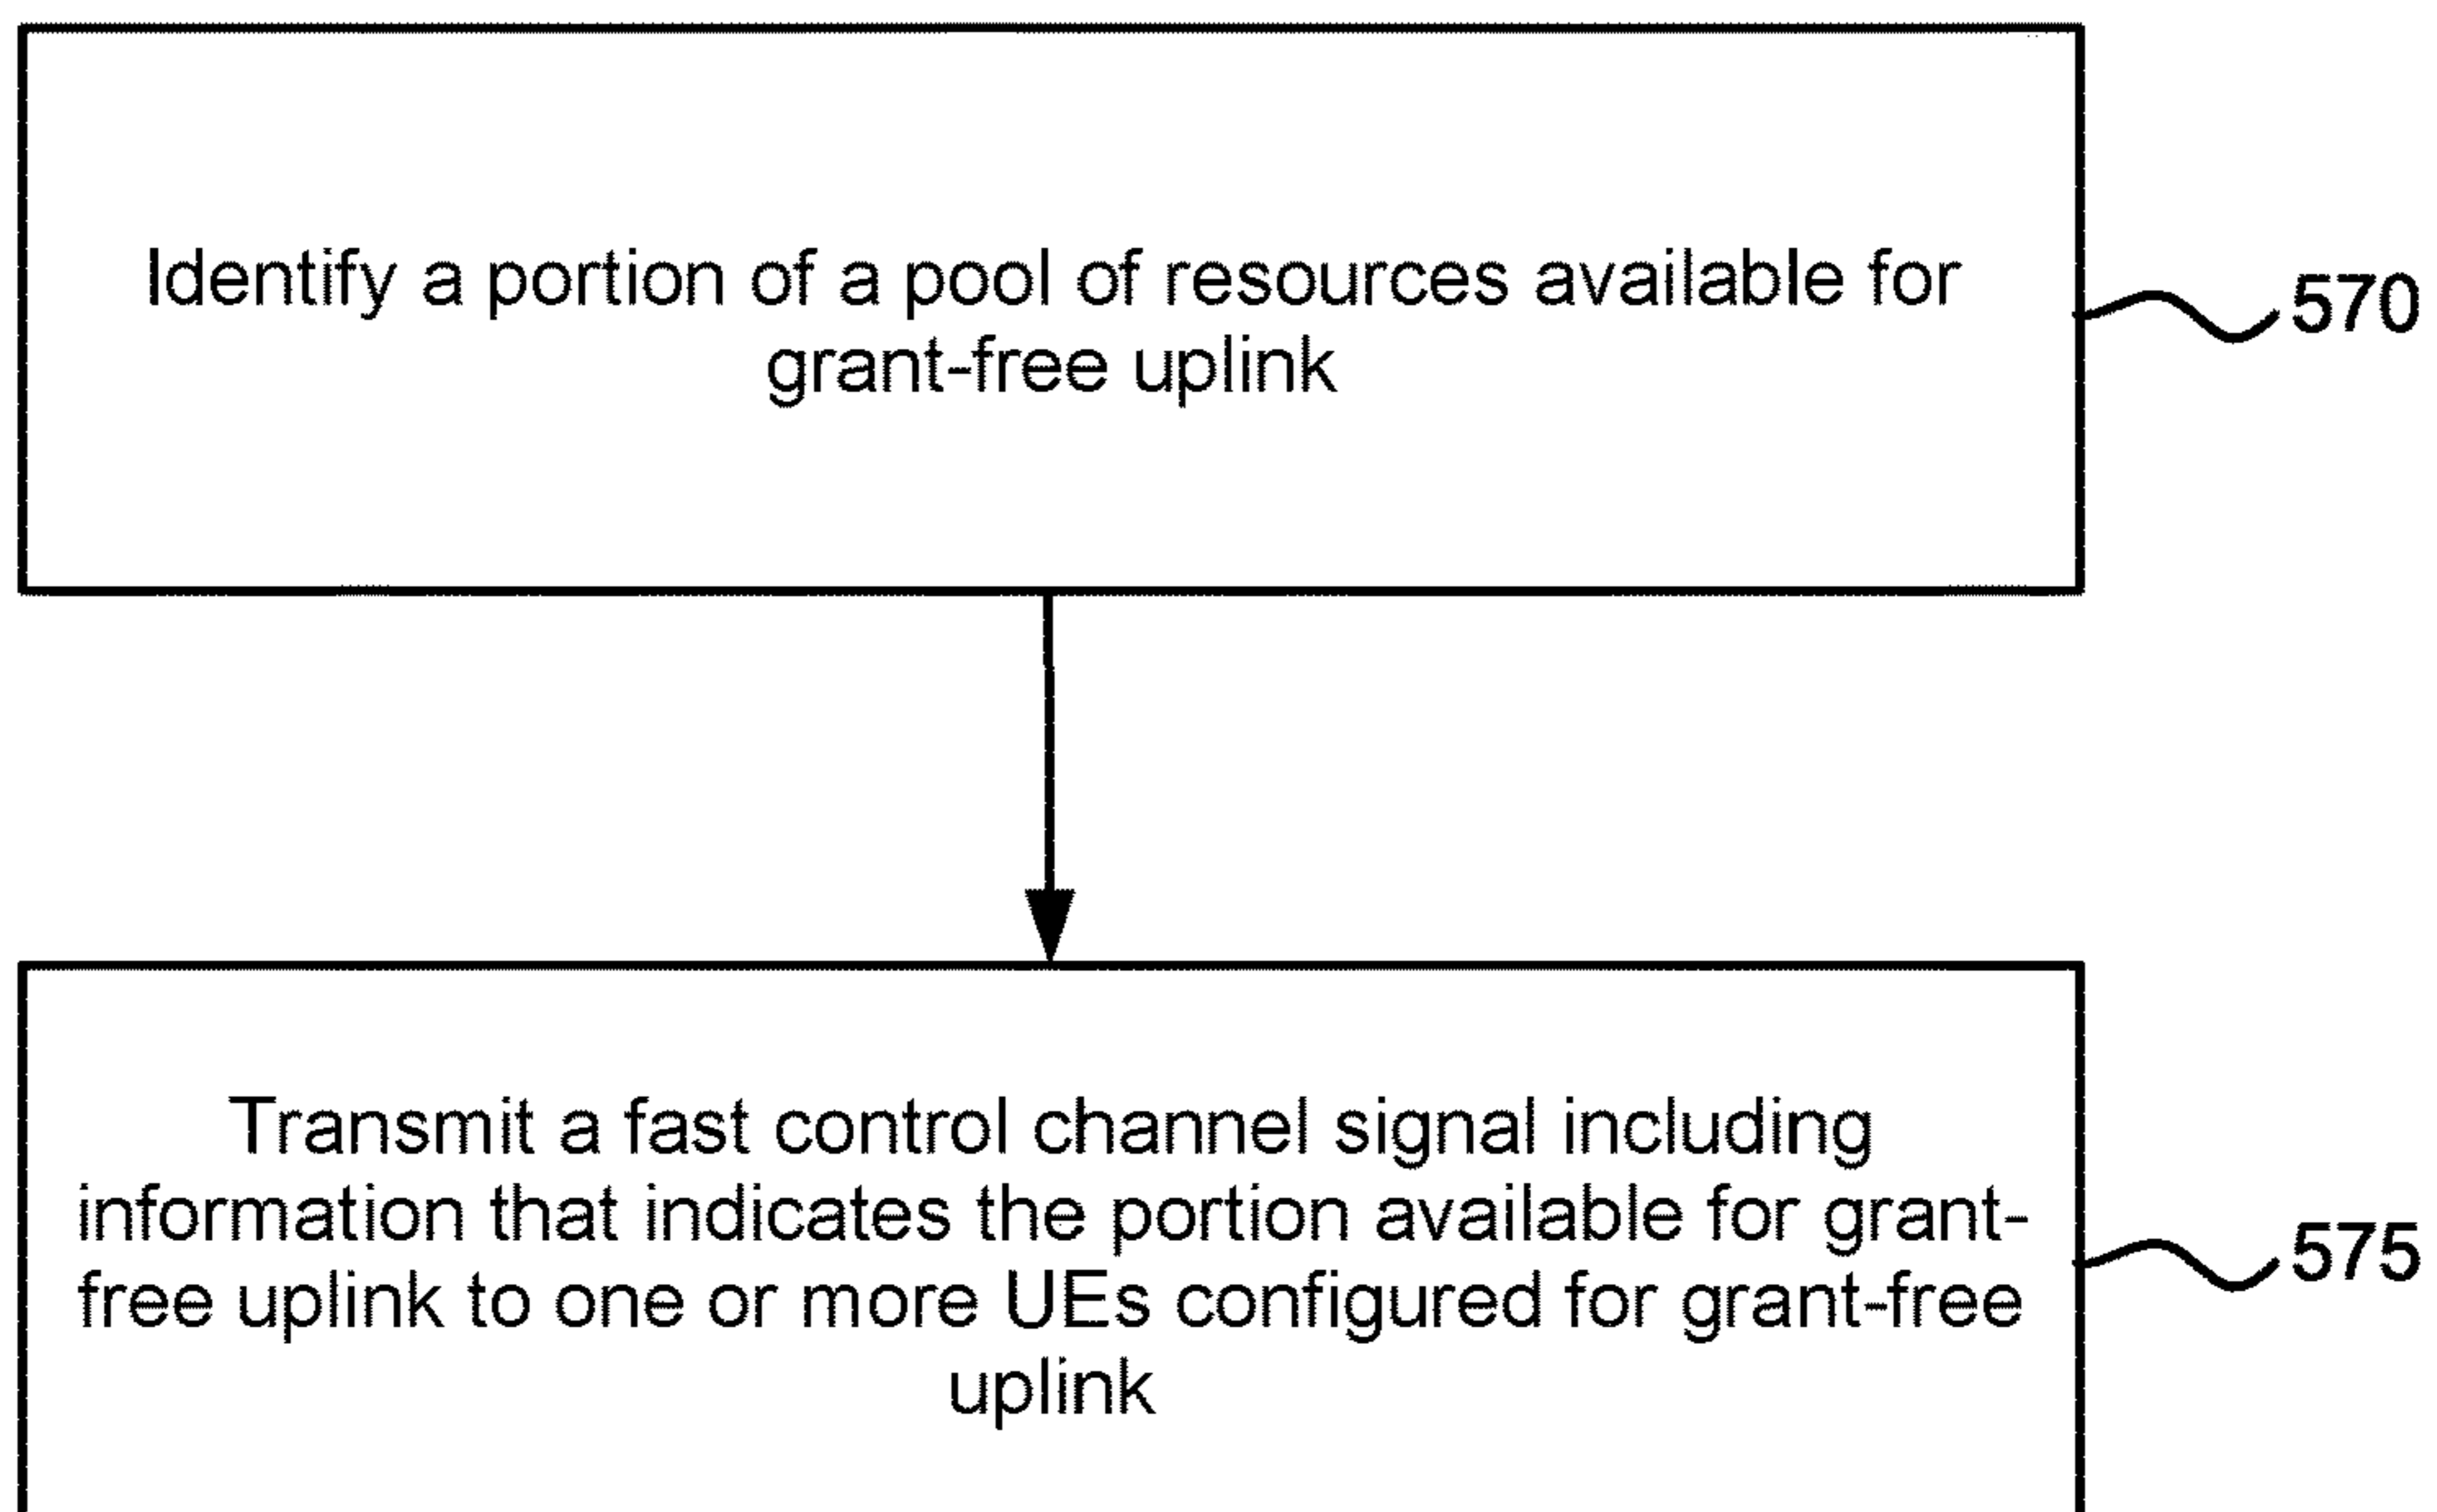 Identify a portion of a pool of resources available for
grant-free uplink
570
Transmit a fast control channel signal including
information that indicates the portion available for grant-
free uplink to one or more UEs configured for grant-free
uplink
575